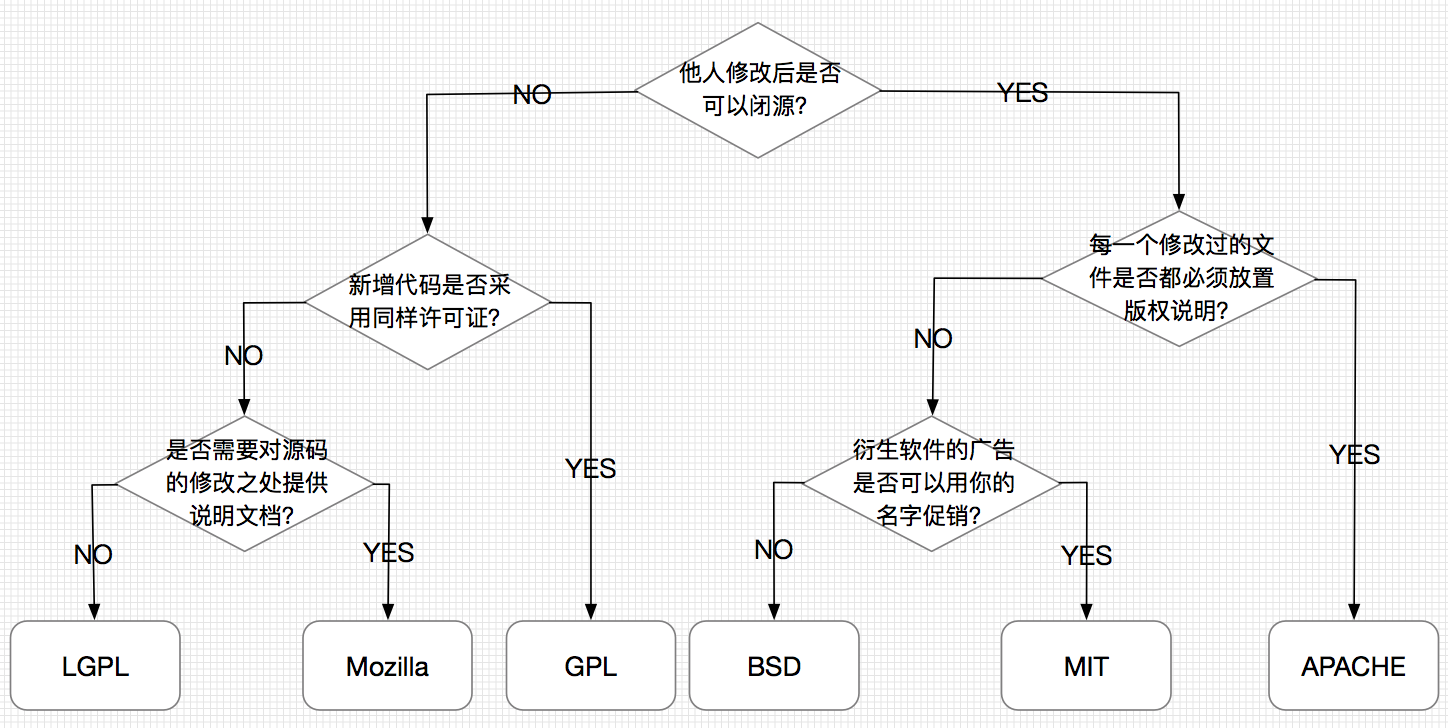 他人修改后是否
可以闭源?
NO
YES
每一个修改过的文
件是否都必须放置
版权说明?
新增代码是否采
用同样许可证?
NO
NO
YES
YES
是否需要对源码
的修改之处提供
说明文档?
衍生软件的广告
是否可以用你的
名字促销?
NO
YES
NO
YES
LGPL
Mozilla
GPL
BSD
MIT
APACHE